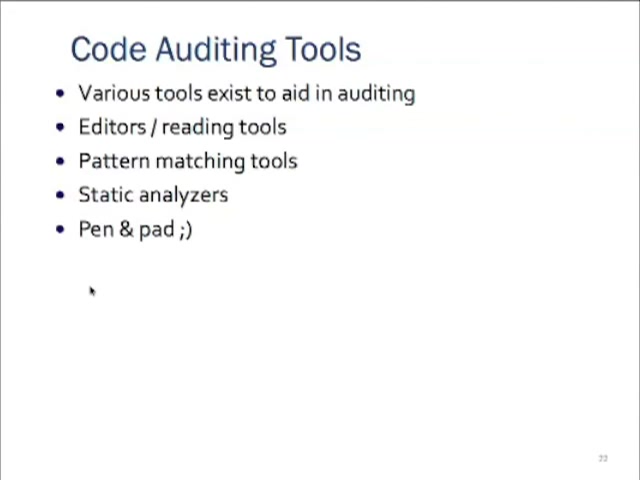 Code Auditing Tools
• Various tools exist to aid in auditing
• Editors / reading tools
• Pattern matching tools
• Static analyzers
• Pen & pad ;)
22